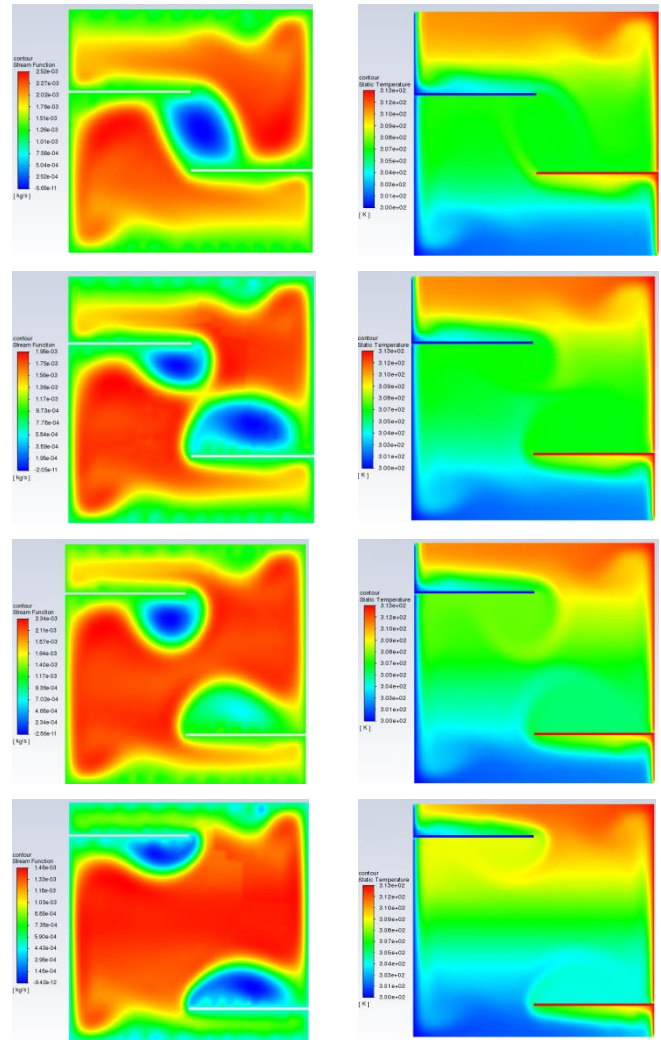 contour
Stream Function
2.52e-03
2.27e-03
2.02e-03
1.76e-03
1.51e-03
1.26e-03
1.01e-03
7.56e-04
5.04e-04
2.52e-04
[ kg/s ]
contour
Static Temperature
3.13e+02
3.12e+02
3.10e+02
3.09e+02
3.08e+02
3.07e+02
3.05e+02
3.04e+02
3.03e+02
3.01e+02
3.00e+02
[ K ]
contour
Stream Function
1.95e-03
1.75e-03
1.56e-03
1.36e-03
1.17e-03
9.73e-04
7.78e-04
5.84e-04
3.89e-04
1.95e-04
-2.05e-11
[ kg/s ]
contour
Static Temperature
3.13e+02
3.12e+02
3.10e+02
3.09e+02
3.08e+02
3.07e+02
3.05e+02
3.04e+02
3.03e+02
3.01e+02
3.00e+02
[ K ]
contour
Stream Function
2.34e-03
2.11e-03
1.87e-03
1.64e-03
1.40e-03
1.17e-03
9.36e-04
7.02e-04
4.68e-04
2.34e-04
[ kg/s ]
contour
Static Temperature
3.13e+02
3.12e+02
3.10e+02
3.09e+02
3.08e+02
3.07e+02
3.05e+02
3.04e+02
3.03e+02
3.01e+02
3.00e+02
[ K ]
contour
Stream Function
1.48e-03
1.33e-03
1.18e-03
1.03e-03
8.85e-04
7.38e-04
5.90e-04
4.43e-04
2.95e-04
1.48e-04
[ kg/s ]
contour
Static Temperature
3.13e+02
3.12e+02
3.10e+02
3.09e+02
3.08e+02
3.07e+02
3.05e+02
3.04e+02
3.03e+02
3.01e+02
3.00e+02
[ K ]